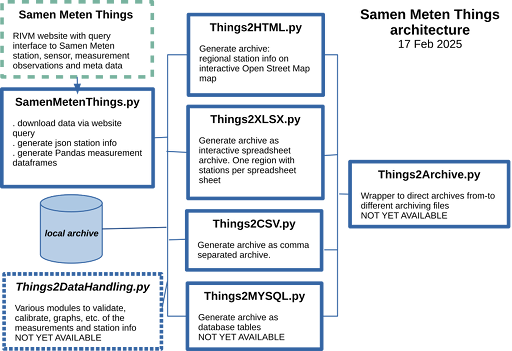 Samen Meten Things
RIVM website with query
interface to Samen Meten
station, sensor, measurement
observations and meta data
SamenMetenThings.py
. download data via website
query
. generate json station info
. generate Pandas measurement
dataframes
local archive
Things2DataHandling.py
Various modules to validate,
calibrate, graphs, etc. of the
measurements and station info
NOT YET AVAILABLE
Things2HTML.py
Generate archive:
regional station info on
interactive Open Street Map
map
Things2XLSX.py
Generate archive as
interactive spreadsheet
archive. One region with
stations per spreadsheet
sheet
Things2CSV.py
Generate archive as comma
separated archive.
Things2MYSQL.py
Generate archive as
database tables
NOT YET AVAILABLE
Samen Meten Things
architecture
17 Feb 2025
Things2Archive.py
Wrapper to direct archives from-to
different archiving files
NOT YET AVAILABLE